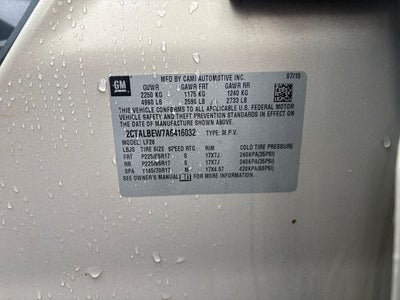 GM
MFD BY CAMI AUTOMOTIVE INC. 07/10
GVWR GAWR FRT GAWR RR
2250 KG 1175 KG 1240 KG
4960 LB 2590 LB 2733 LB
THIS VEHICLE CONFORMS TO ALL APPLICABLE U.S. FEDERAL MOTOR
VEHICLE SAFETY AND THEFT PREVENTION STANDARDS IN EFFECT ON
THE DATE OF MANUFACTURE SHOWN ABOVE.
2CTALBEW7A6416032 TYPE: M.P.V.
MODEL: LF26
LBJS TIRE SIZE SPEED RTG RIM COLD TIRE PRESSURE
FRT P225/65R17 S 17X7J 240KPA(35PSI)
RR P225/65R17 S 17X7J 240KPA(35PSI)
SPA T145/70R17 M 17X4.5T 420KPA(60PSI)
SEE OWNER'S MANUAL FOR MORE INFORMATION.